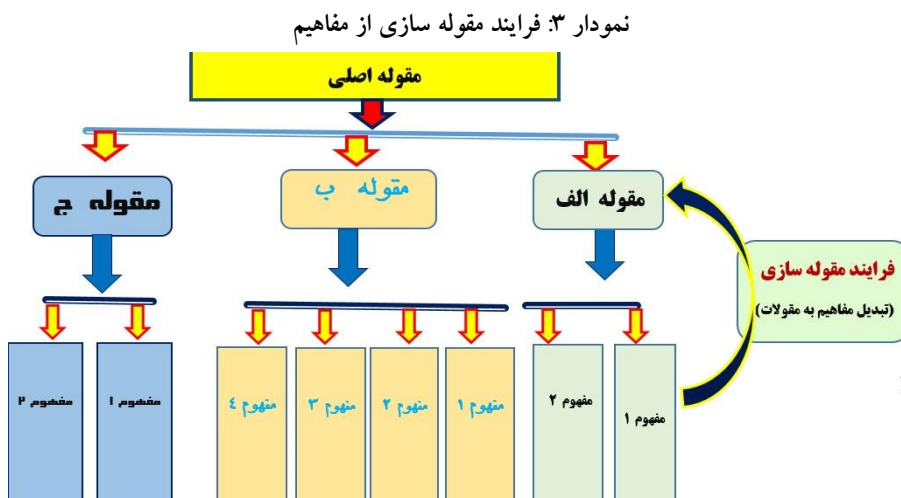 نمودار ۳: فرایند مقوله سازی از مفاهیم
مقوله اصلی
مقوله الف
مقوله ب
مقوله ج
فرایند مقوله سازی
(تبدیل مفاهیم به مقولات)
مفهوم ۱
مفهوم ۲
مفهوم ۱
مفهوم ۲
مفهوم ۳
مفهوم ٤
مفهوم ۱
مفهوم ۲